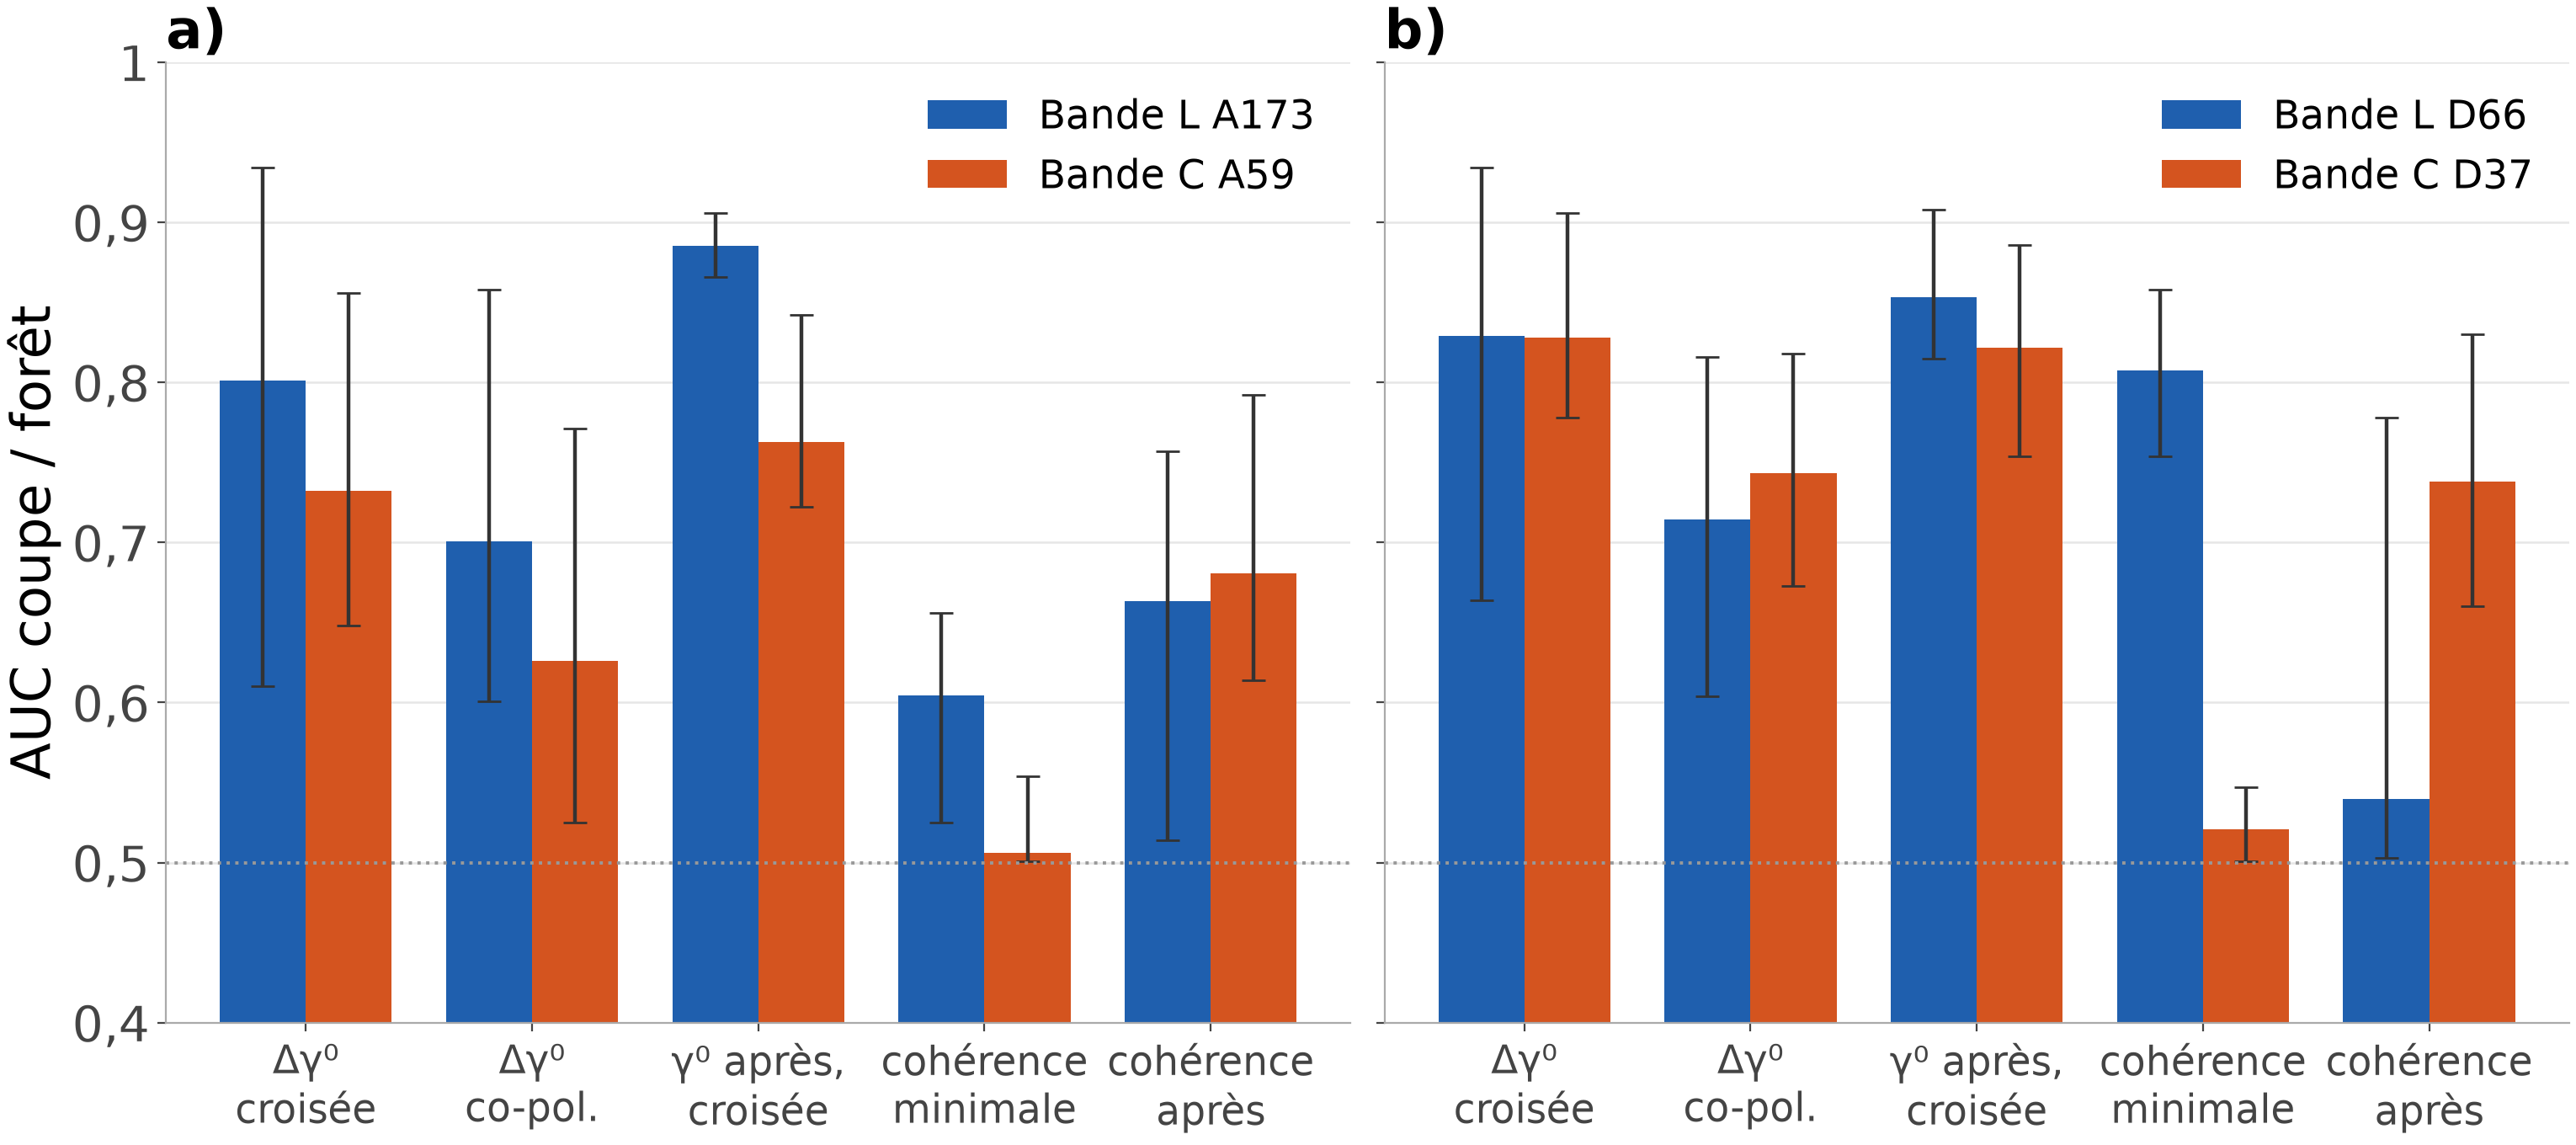 a)
b)
AUC coupe / forêt
1
0,9
0,8
0,7
0,6
0,5
0,4
Bande L A173
Bande C A59
Bande L D66
Bande C D37
Δγ⁰
croisée
Δγ⁰
co-pol.
γ⁰ après,
croisée
cohérence
minimale
cohérence
après
Δγ⁰
croisée
Δγ⁰
co-pol.
γ⁰ après,
croisée
cohérence
minimale
cohérence
après